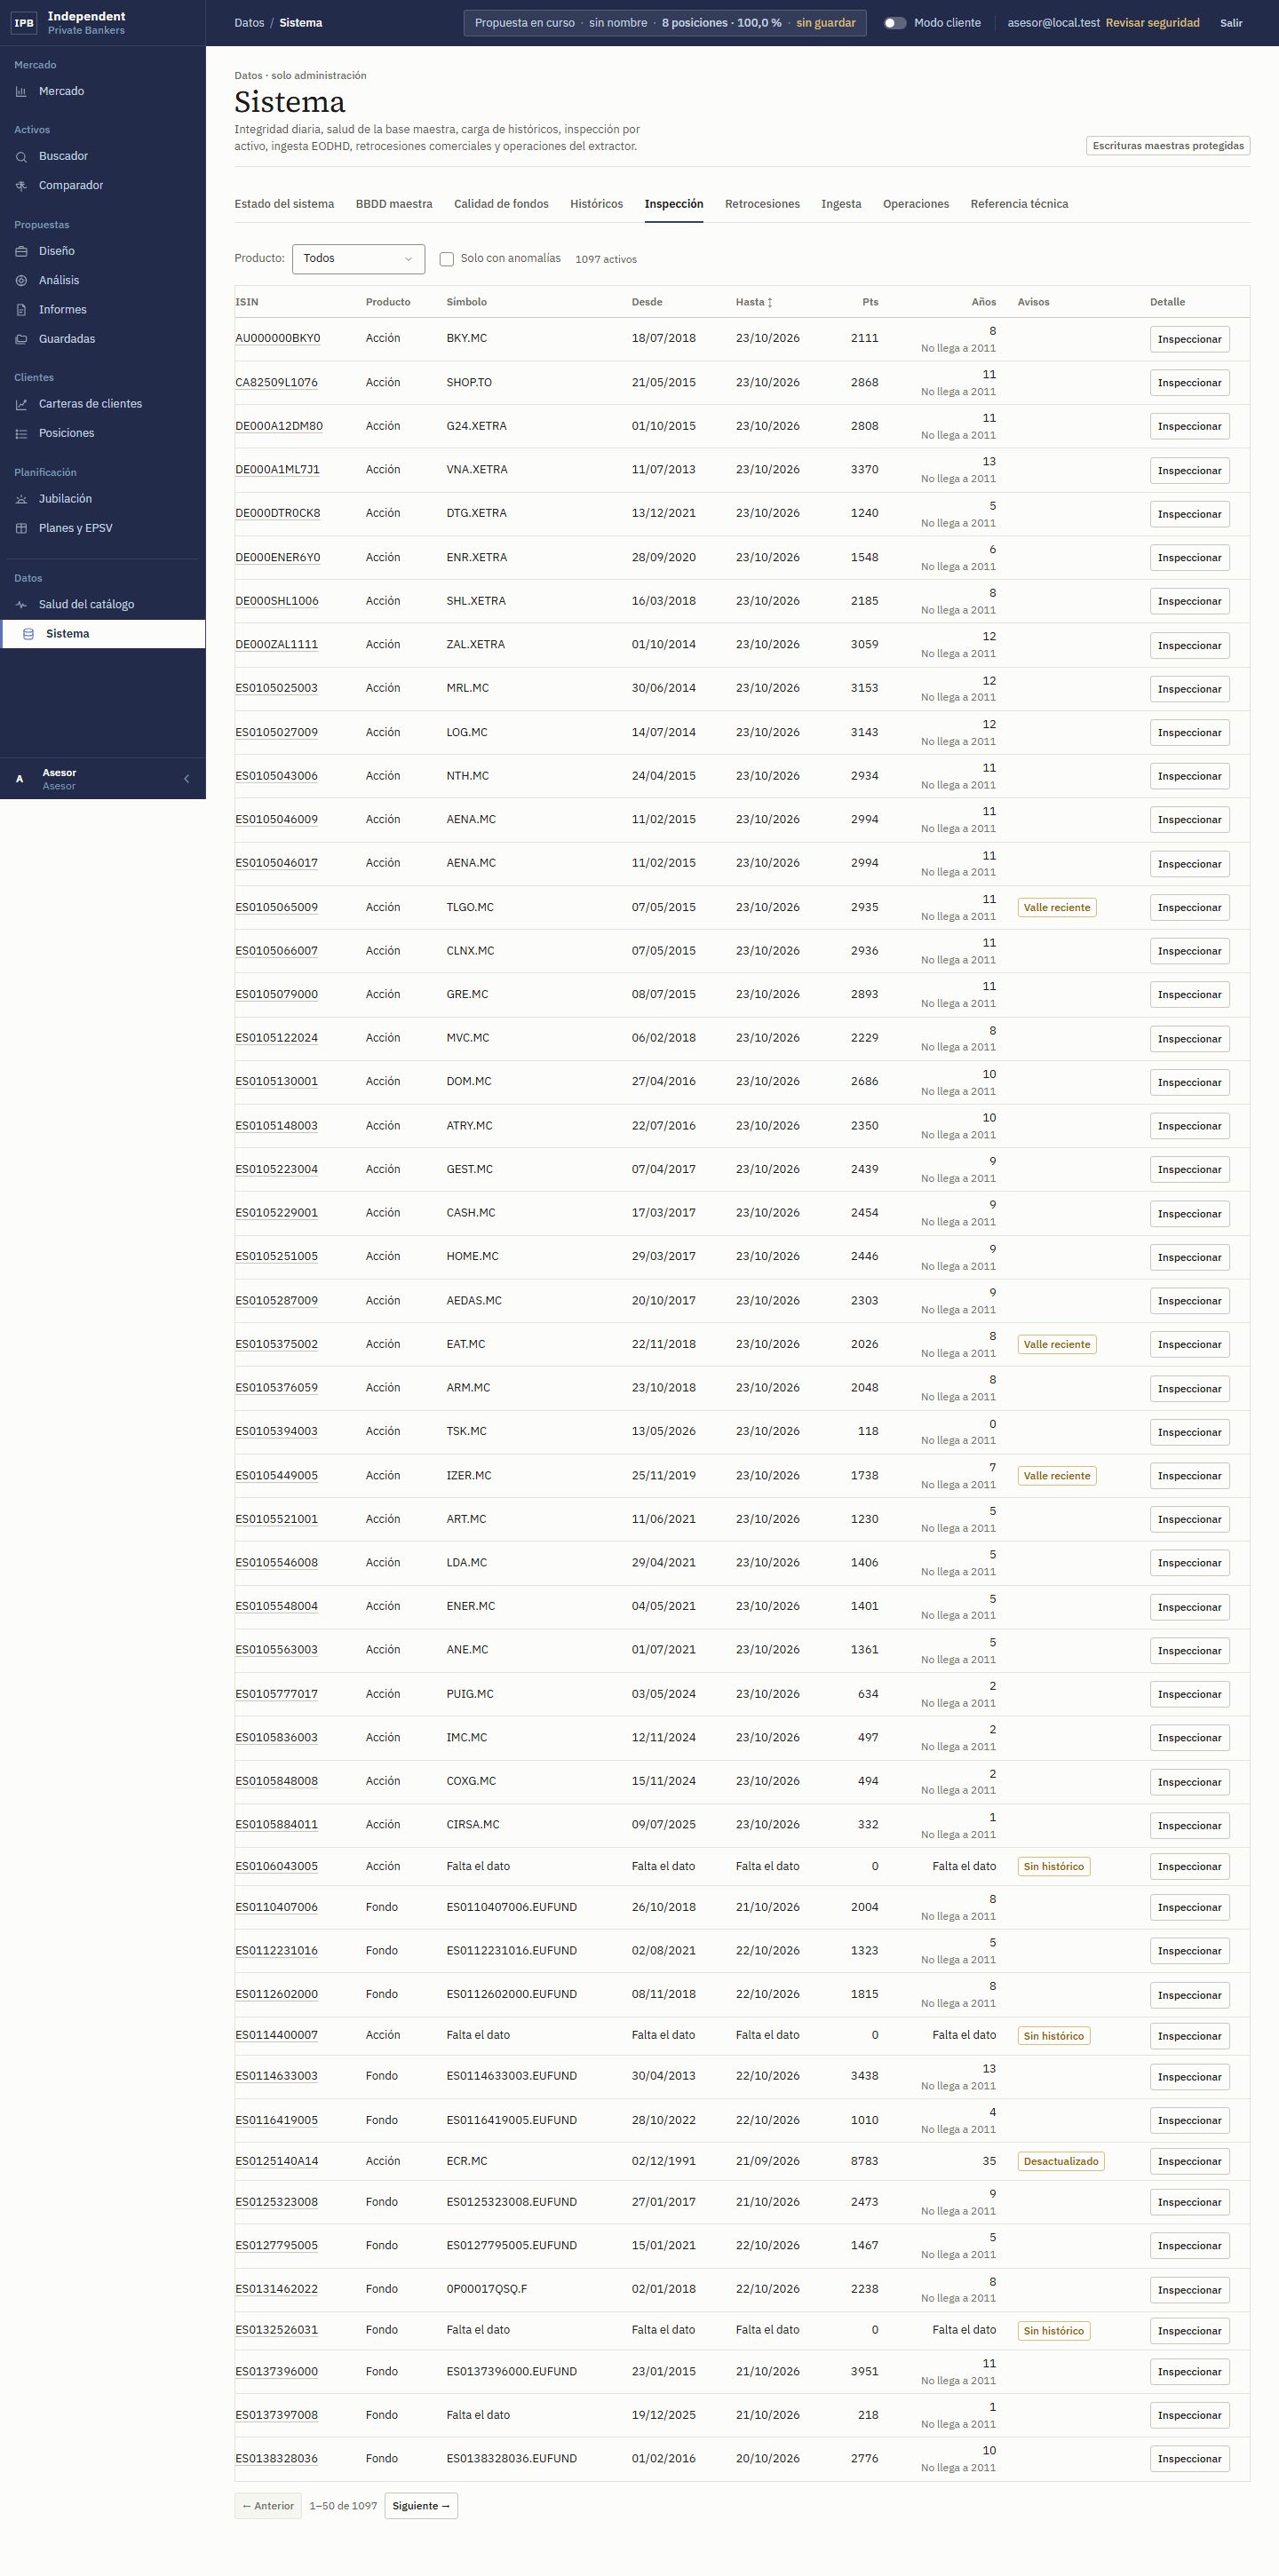 IPB
Independent
Private Bankers
Datos / Sistema
Propuesta en curso · sin nombre · 8 posiciones · 100,0 % · sin guardar
Modo cliente
asesor@local.test Revisar seguridad
Salir
Mercado
Mercado
Activos
Buscador
Comparador
Propuestas
Diseño
Análisis
Informes
Guardadas
Clientes
Carteras de clientes
Posiciones
Planificación
Jubilación
Planes y EPSV
Datos
Salud del catálogo
Sistema
A
Asesor
Asesor
Datos · solo administración
Sistema
Integridad diaria, salud de la base maestra, carga de históricos, inspección por
activo, ingesta EODHD, retrocesiones comerciales y operaciones del extractor.
Escrituras maestras protegidas
Estado del sistema BBDD maestra Calidad de fondos Históricos Inspección Retrocesiones Ingesta Operaciones Referencia técnica
Producto: Todos Solo con anomalías 1097 activos
ISIN Producto Símbolo Desde Hasta ↕ Pts Años Avisos Detalle
AU000000BKY0 Acción BKY.MC 18/07/2018 23/10/2026 2111 8 No llega a 2011 Inspeccionar
CA82509L1076 Acción SHOP.TO 21/05/2015 23/10/2026 2868 11 No llega a 2011 Inspeccionar
DE000A12DM80 Acción G24.XETRA 01/10/2015 23/10/2026 2808 11 No llega a 2011 Inspeccionar
DE000A1ML7J1 Acción VNA.XETRA 11/07/2013 23/10/2026 3370 13 No llega a 2011 Inspeccionar
DE000DTR0CK8 Acción DTG.XETRA 13/12/2021 23/10/2026 1240 5 No llega a 2011 Inspeccionar
DE000ENER6Y0 Acción ENR.XETRA 28/09/2020 23/10/2026 1548 6 No llega a 2011 Inspeccionar
DE000SHL1006 Acción SHL.XETRA 16/03/2018 23/10/2026 2185 8 No llega a 2011 Inspeccionar
DE000ZAL1111 Acción ZAL.XETRA 01/10/2014 23/10/2026 3059 12 No llega a 2011 Inspeccionar
ES0105025003 Acción MRL.MC 30/06/2014 23/10/2026 3153 12 No llega a 2011 Inspeccionar
ES0105027009 Acción LOG.MC 14/07/2014 23/10/2026 3143 12 No llega a 2011 Inspeccionar
ES0105043006 Acción NTH.MC 24/04/2015 23/10/2026 2934 11 No llega a 2011 Inspeccionar
ES0105046009 Acción AENA.MC 11/02/2015 23/10/2026 2994 11 No llega a 2011 Inspeccionar
ES0105046017 Acción AENA.MC 11/02/2015 23/10/2026 2994 11 No llega a 2011 Inspeccionar
ES0105065009 Acción TLGO.MC 07/05/2015 23/10/2026 2935 11 No llega a 2011 Valle reciente Inspeccionar
ES0105066007 Acción CLNX.MC 07/05/2015 23/10/2026 2936 11 No llega a 2011 Inspeccionar
ES0105079000 Acción GRE.MC 08/07/2015 23/10/2026 2893 11 No llega a 2011 Inspeccionar
ES0105122024 Acción MVC.MC 06/02/2018 23/10/2026 2229 8 No llega a 2011 Inspeccionar
ES0105130001 Acción DOM.MC 27/04/2016 23/10/2026 2686 10 No llega a 2011 Inspeccionar
ES0105148003 Acción ATRY.MC 22/07/2016 23/10/2026 2350 10 No llega a 2011 Inspeccionar
ES0105223004 Acción GEST.MC 07/04/2017 23/10/2026 2439 9 No llega a 2011 Inspeccionar
ES0105229001 Acción CASH.MC 17/03/2017 23/10/2026 2454 9 No llega a 2011 Inspeccionar
ES0105251005 Acción HOME.MC 29/03/2017 23/10/2026 2446 9 No llega a 2011 Inspeccionar
ES0105287009 Acción AEDAS.MC 20/10/2017 23/10/2026 2303 9 No llega a 2011 Inspeccionar
ES0105375002 Acción EAT.MC 22/11/2018 23/10/2026 2026 8 No llega a 2011 Valle reciente Inspeccionar
ES0105376059 Acción ARM.MC 23/10/2018 23/10/2026 2048 8 No llega a 2011 Inspeccionar
ES0105394003 Acción TSK.MC 13/05/2026 23/10/2026 118 0 No llega a 2011 Inspeccionar
ES0105449005 Acción IZER.MC 25/11/2019 23/10/2026 1738 7 No llega a 2011 Valle reciente Inspeccionar
ES0105521001 Acción ART.MC 11/06/2021 23/10/2026 1230 5 No llega a 2011 Inspeccionar
ES0105546008 Acción LDA.MC 29/04/2021 23/10/2026 1406 5 No llega a 2011 Inspeccionar
ES0105548004 Acción ENER.MC 04/05/2021 23/10/2026 1401 5 No llega a 2011 Inspeccionar
ES0105563003 Acción ANE.MC 01/07/2021 23/10/2026 1361 5 No llega a 2011 Inspeccionar
ES0105777017 Acción PUIG.MC 03/05/2024 23/10/2026 634 2 No llega a 2011 Inspeccionar
ES0105836003 Acción IMC.MC 12/11/2024 23/10/2026 497 2 No llega a 2011 Inspeccionar
ES0105848008 Acción COXG.MC 15/11/2024 23/10/2026 494 2 No llega a 2011 Inspeccionar
ES0105884011 Acción CIRSA.MC 09/07/2025 23/10/2026 332 1 No llega a 2011 Inspeccionar
ES0106043005 Acción Falta el dato Falta el dato Falta el dato 0 Falta el dato Sin histórico Inspeccionar
ES0110407006 Fondo ES0110407006.EUFUND 26/10/2018 21/10/2026 2004 8 No llega a 2011 Inspeccionar
ES0112231016 Fondo ES0112231016.EUFUND 02/08/2021 22/10/2026 1323 5 No llega a 2011 Inspeccionar
ES0112602000 Fondo ES0112602000.EUFUND 08/11/2018 22/10/2026 1815 8 No llega a 2011 Inspeccionar
ES0114400007 Acción Falta el dato Falta el dato Falta el dato 0 Falta el dato Sin histórico Inspeccionar
ES0114633003 Fondo ES0114633003.EUFUND 30/04/2013 22/10/2026 3438 13 No llega a 2011 Inspeccionar
ES0116419005 Fondo ES0116419005.EUFUND 28/10/2022 22/10/2026 1010 4 No llega a 2011 Inspeccionar
ES0125140A14 Acción ECR.MC 02/12/1991 21/09/2026 8783 35 Desactualizado Inspeccionar
ES0125323008 Fondo ES0125323008.EUFUND 27/01/2017 21/10/2026 2473 9 No llega a 2011 Inspeccionar
ES0127795005 Fondo ES0127795005.EUFUND 15/01/2021 22/10/2026 1467 5 No llega a 2011 Inspeccionar
ES0131462022 Fondo 0P00017QSQ.F 02/01/2018 22/10/2026 2238 8 No llega a 2011 Inspeccionar
ES0132526031 Fondo Falta el dato Falta el dato Falta el dato 0 Falta el dato Sin histórico Inspeccionar
ES0137396000 Fondo ES0137396000.EUFUND 23/01/2015 21/10/2026 3951 11 No llega a 2011 Inspeccionar
ES0137397008 Fondo Falta el dato 19/12/2025 21/10/2026 218 1 No llega a 2011 Inspeccionar
ES0138328036 Fondo ES0138328036.EUFUND 01/02/2016 20/10/2026 2776 10 No llega a 2011 Inspeccionar
← Anterior 1–50 de 1097 Siguiente →